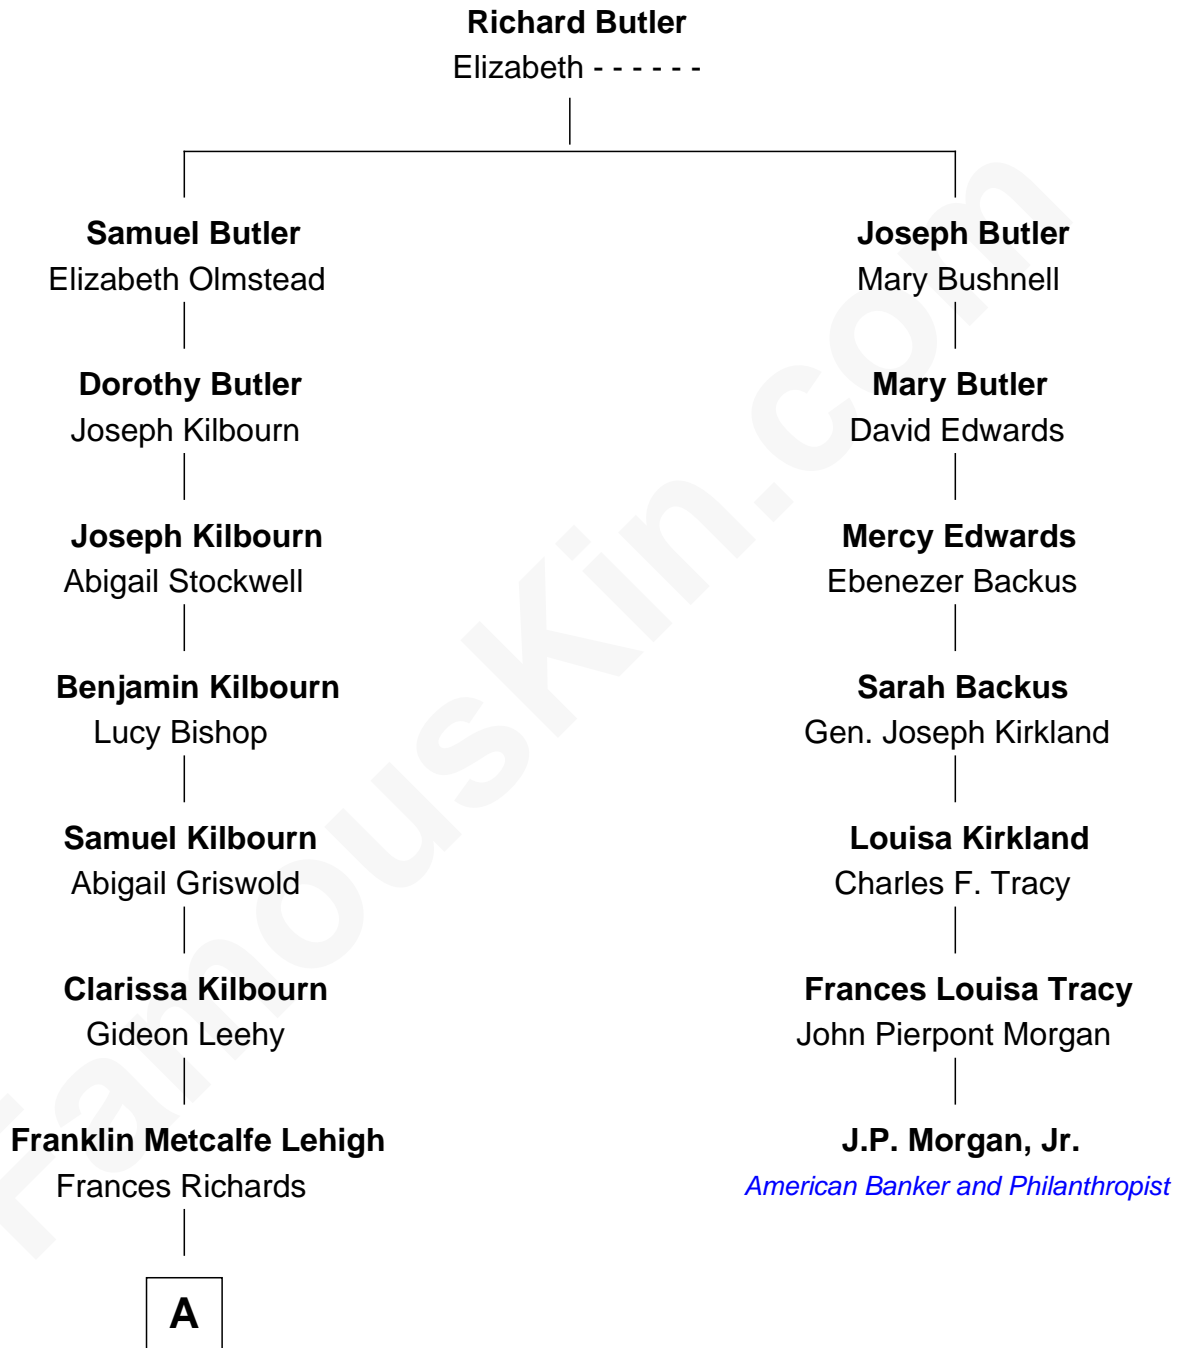 Richard Butler
Elizabeth - - - - - -
Samuel Butler
Elizabeth Olmstead
Joseph Butler
Mary Bushnell
Dorothy Butler
Joseph Kilbourn
Mary Butler
David Edwards
Joseph Kilbourn
Abigail Stockwell
Mercy Edwards
Ebenezer Backus
Benjamin Kilbourn
Lucy Bishop
Sarah Backus
Gen. Joseph Kirkland
Samuel Kilbourn
Abigail Griswold
Louisa Kirkland
Charles F. Tracy
Clarissa Kilbourn
Gideon Leehy
Frances Louisa Tracy
John Pierpont Morgan
Franklin Metcalfe Lehigh
Frances Richards
J.P. Morgan, Jr.
American Banker and Philanthropist
A
FamousKin.com